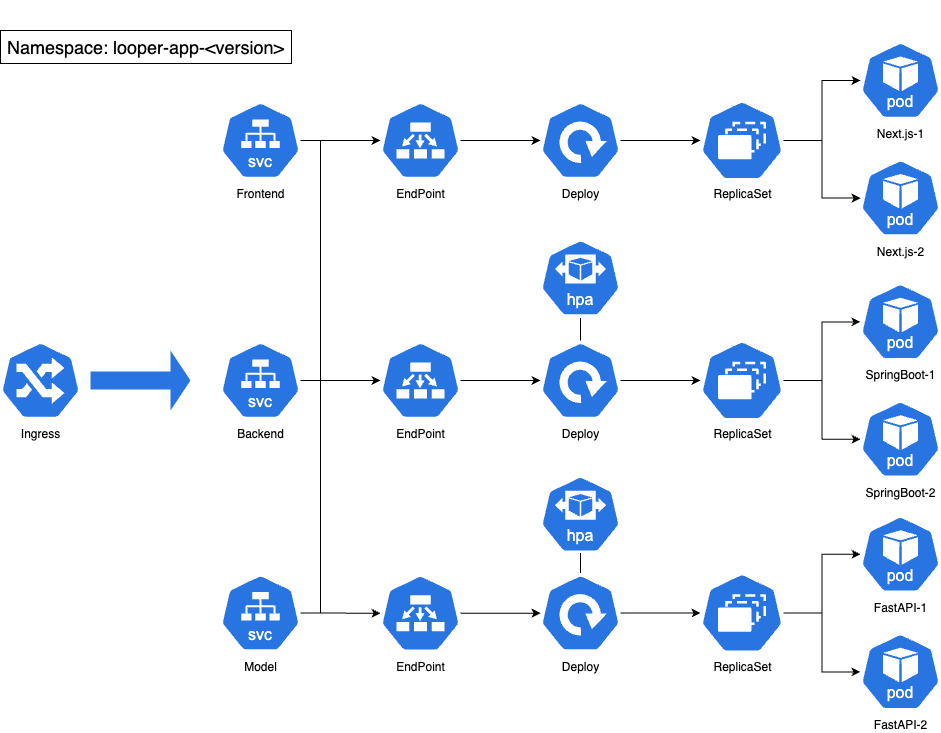 Namespace: looper-app-<version>
pod
Next.js-1
svc
Frontend
EndPoint
Deploy
ReplicaSet
pod
Next.js-2
hpa
pod
SpringBoot-1
Ingress
svc
Backend
EndPoint
Deploy
ReplicaSet
pod
SpringBoot-2
hpa
pod
FastAPI-1
svc
Model
EndPoint
Deploy
ReplicaSet
pod
FastAPI-2